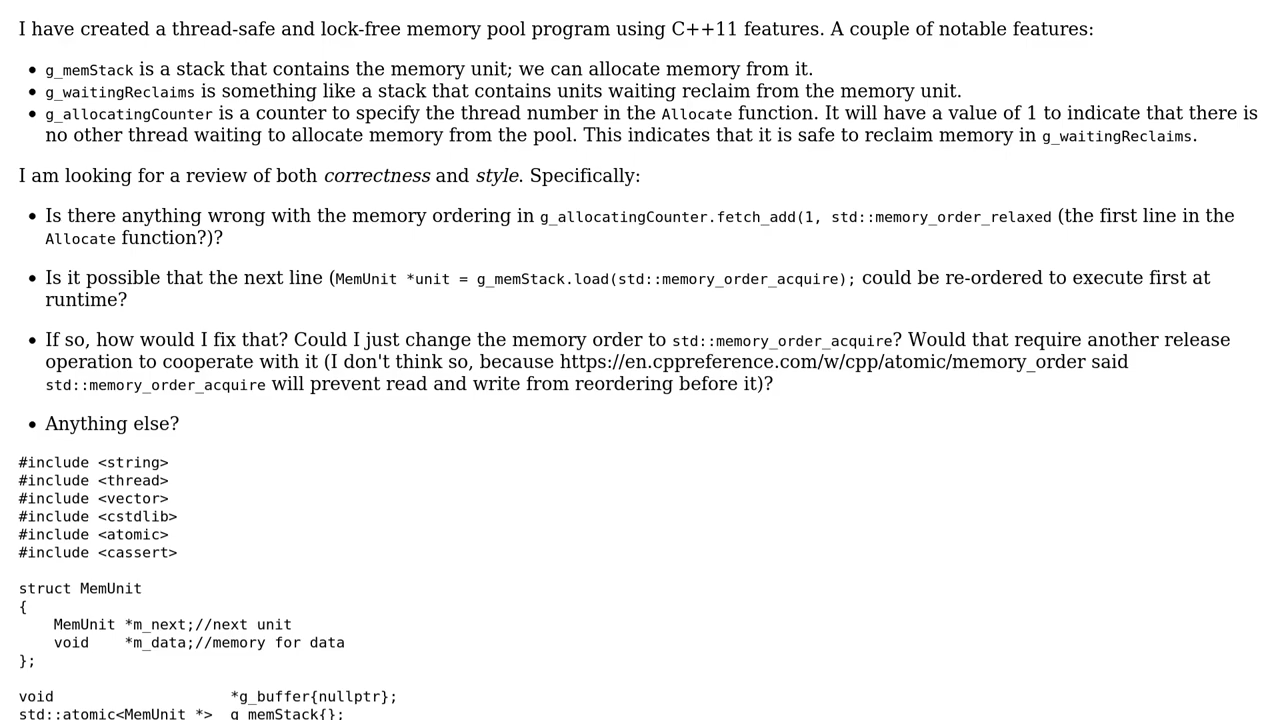 I have created a thread-safe and lock-free memory pool program using C++11 features. A couple of notable features:
• g_memStack is a stack that contains the memory unit; we can allocate memory from it.
• g_waitingReclaims is something like a stack that contains units waiting reclaim from the memory unit.
• g_allocatingCounter is a counter to specify the thread number in the Allocate function. It will have a value of 1 to indicate that there is
no other thread waiting to allocate memory from the pool. This indicates that it is safe to reclaim memory in g_waitingReclaims.
I am looking for a review of both correctness and style. Specifically:
• Is there anything wrong with the memory ordering in g_allocatingCounter.fetch_add(1, std::memory_order_relaxed (the first line in the
Allocate function?)?
• Is it possible that the next line (MemUnit *unit = g_memStack.load(std::memory_order_acquire); could be re-ordered to execute first at
runtime?
• If so, how would I fix that? Could I just change the memory order to std::memory_order_acquire? Would that require another release
operation to cooperate with it (I don't think so, because https://en.cppreference.com/w/cpp/atomic/memory_order said
std::memory_order_acquire will prevent read and write from reordering before it)?
• Anything else?
#include <string>
#include <thread>
#include <vector>
#include <cstdlib>
#include <atomic>
#include <cassert>
struct MemUnit
{
    MemUnit *m_next;//next unit
    void    *m_data;//memory for data
};
void                    *g_buffer{nullptr};
std::atomic<MemUnit *>  g_memStack{};